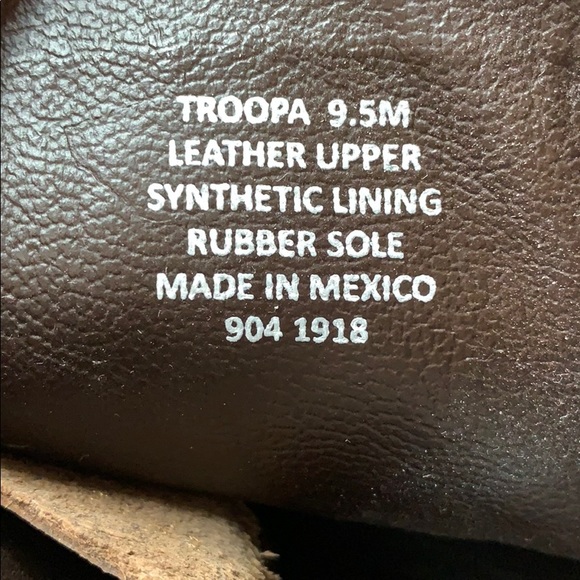 TROOPA 9.5M
LEATHER UPPER
SYNTHETIC LINING
RUBBER SOLE
MADE IN MEXICO
904 1918